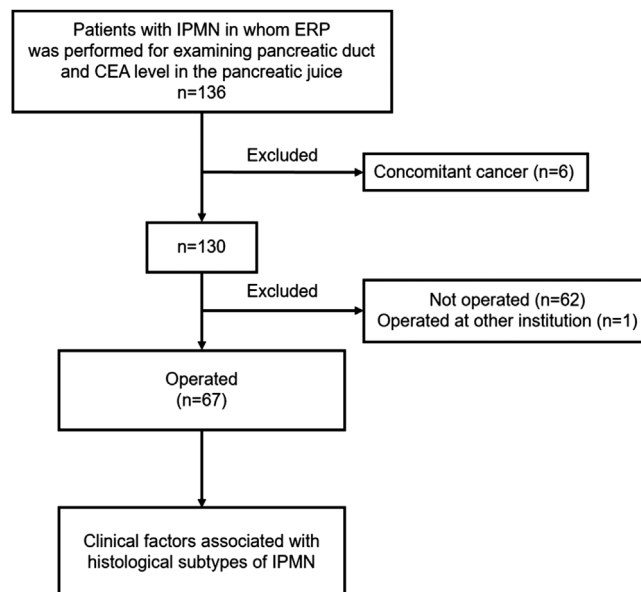 Patients with IPMN in whom ERP
was performed for examining pancreatic duct
and CEA level in the pancreatic juice
n=136
Excluded
Concomitant cancer (n=6)
n=130
Excluded
Not operated (n=62)
Operated at other institution (n=1)
Operated
(n=67)
Clinical factors associated with
histological subtypes of IPMN